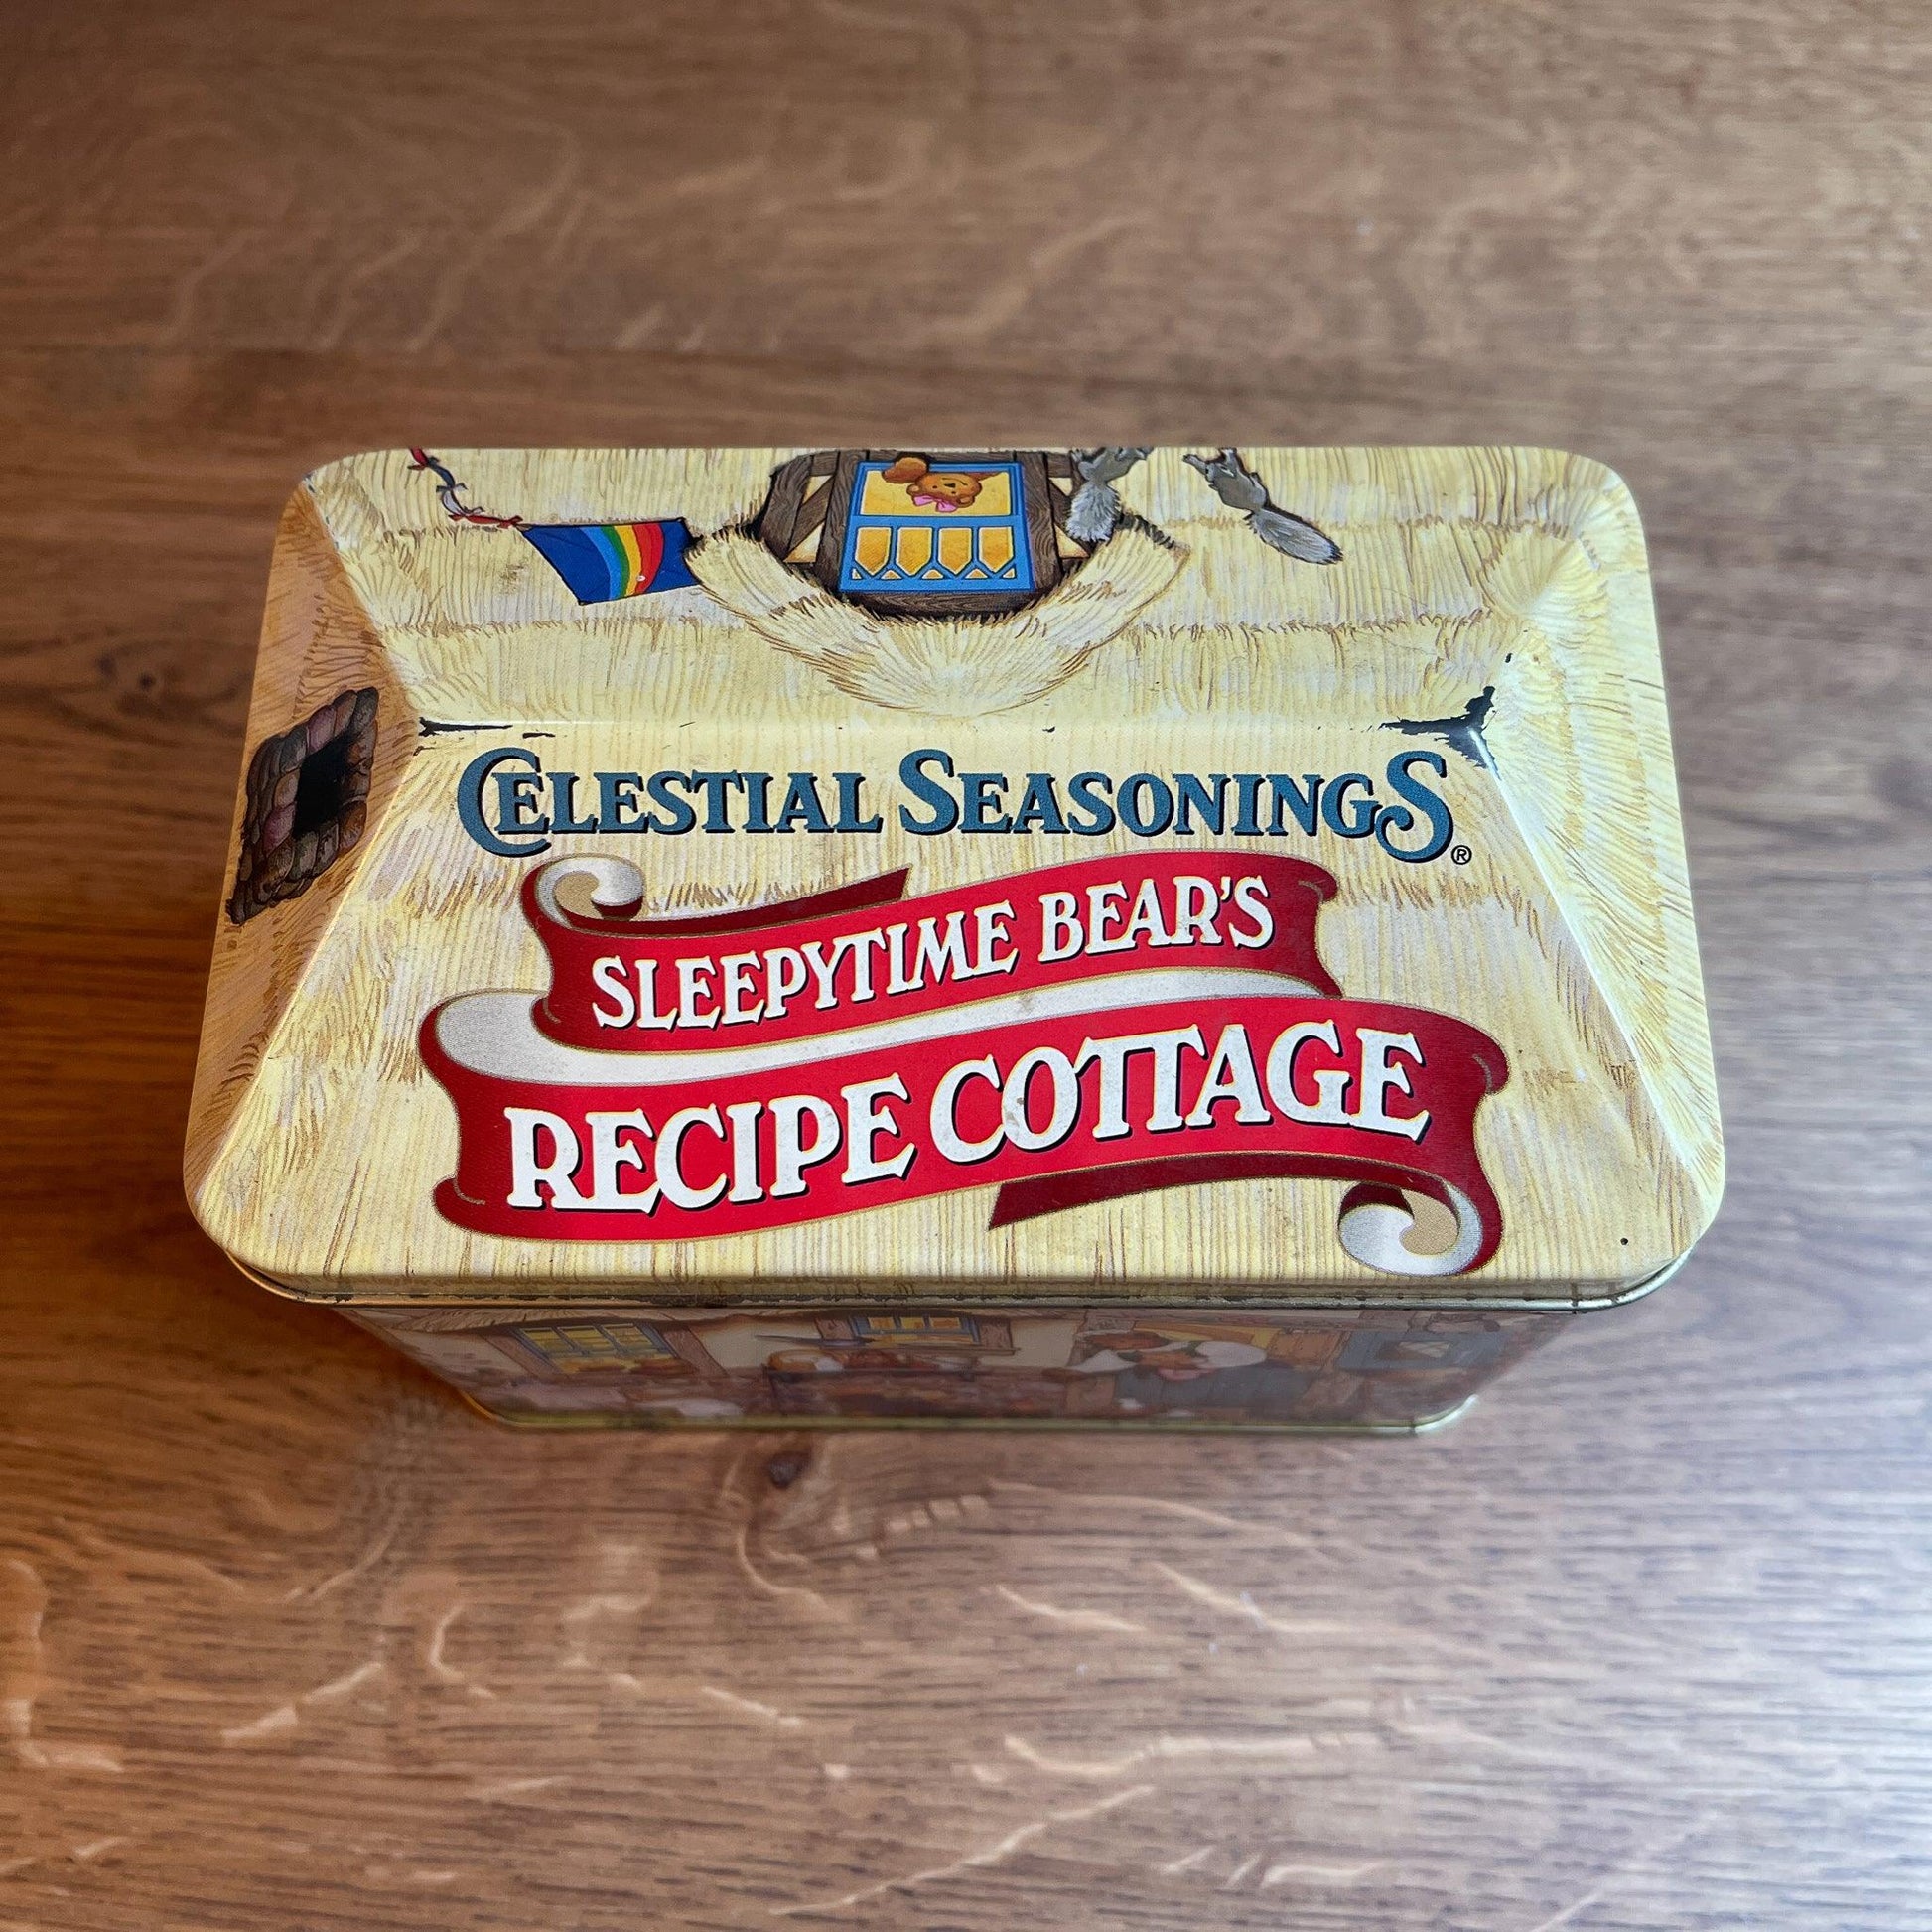 CELESTIAL SEASONINGS®
SLEEPYTIME BEAR'S
RECIPE COTTAGE